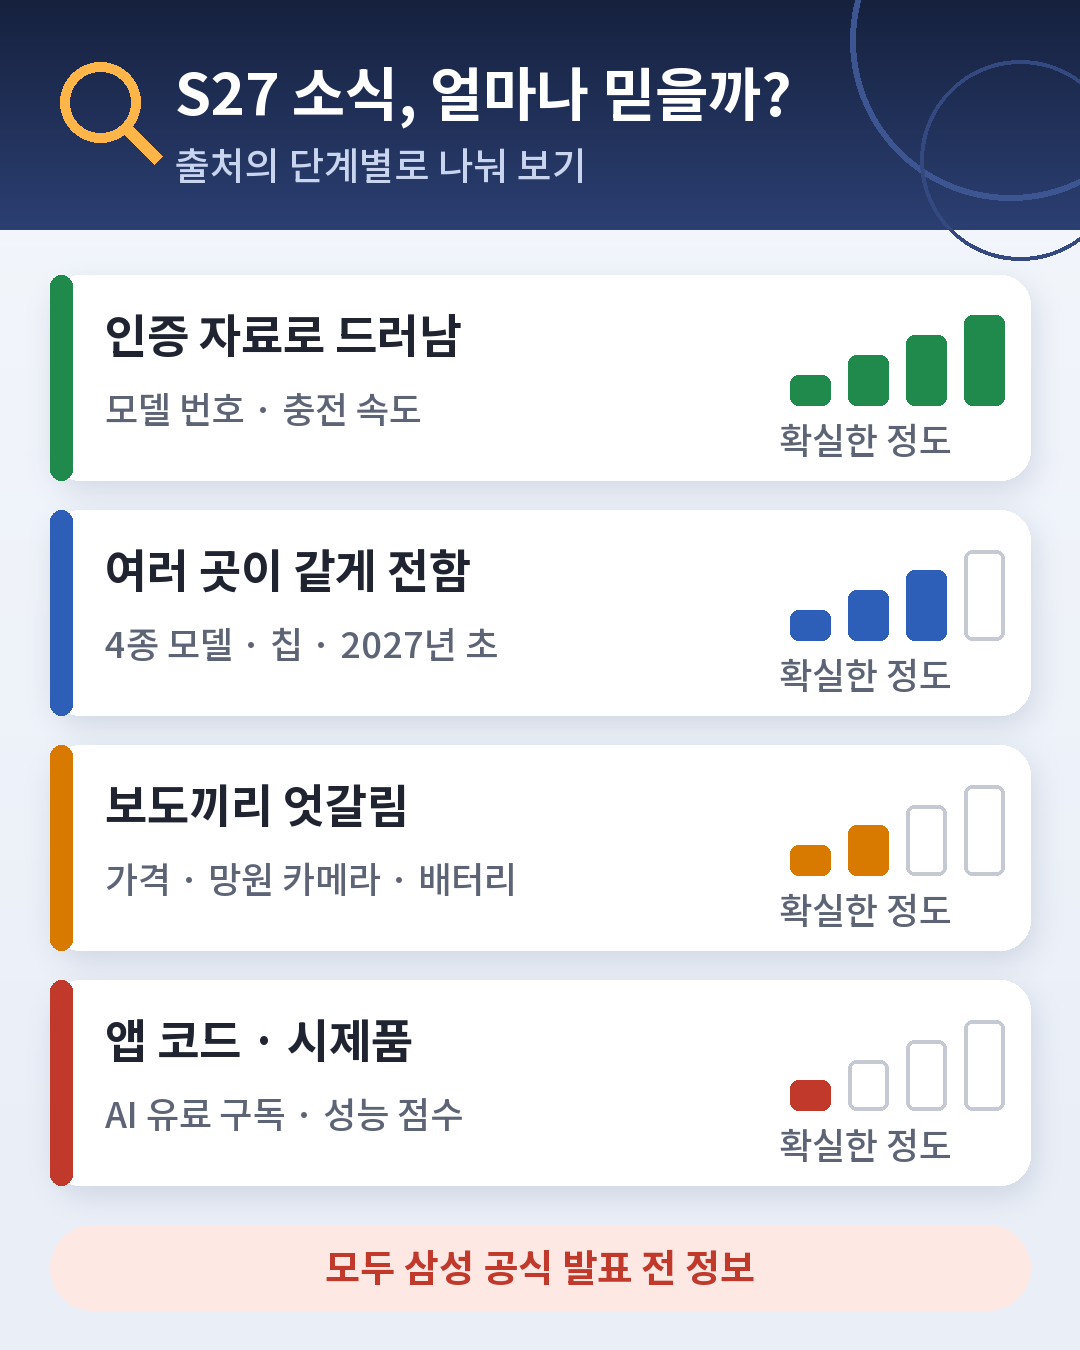 S27 소식, 얼마나 믿을까?
출처의 단계별로 나눠 보기
인증 자료로 드러남
모델 번호 · 충전 속도
확실한 정도
여러 곳이 같게 전함
4종 모델 · 칩 · 2027년 초
확실한 정도
보도끼리 엇갈림
가격 · 망원 카메라 · 배터리
확실한 정도
앱 코드 · 시제품
AI 유료 구독 · 성능 점수
확실한 정도
모두 삼성 공식 발표 전 정보